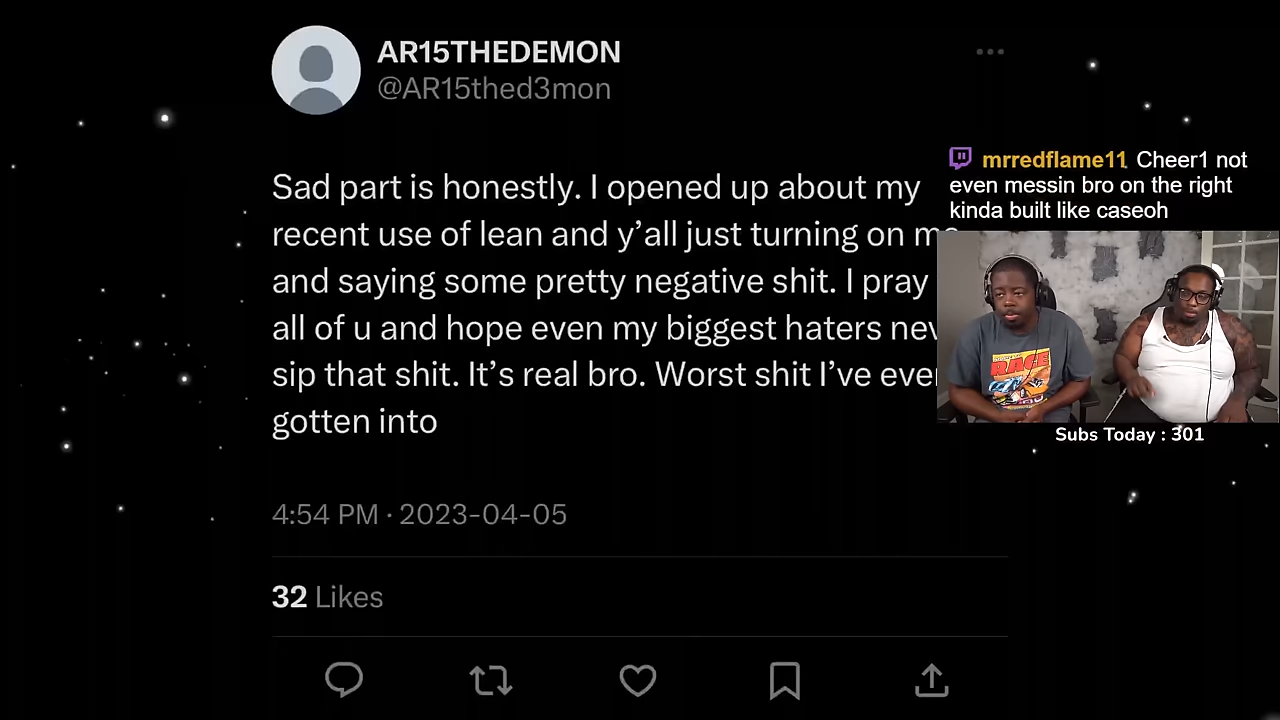 AR15THEDEMON
@AR15thed3mon
Sad part is honestly. I opened up about my
recent use of lean and y’all just turning on
and saying some pretty negative shit. I pray
all of u and hope even my biggest haters
sip that shit. It’s real bro. Worst shit I’ve
gotten into
4:54 PM · 2023-04-05
32 Likes
mrredflame11 Cheer1 not
even messin bro on the right
kinda built like caseoh
RAGE
Subs Today : 301